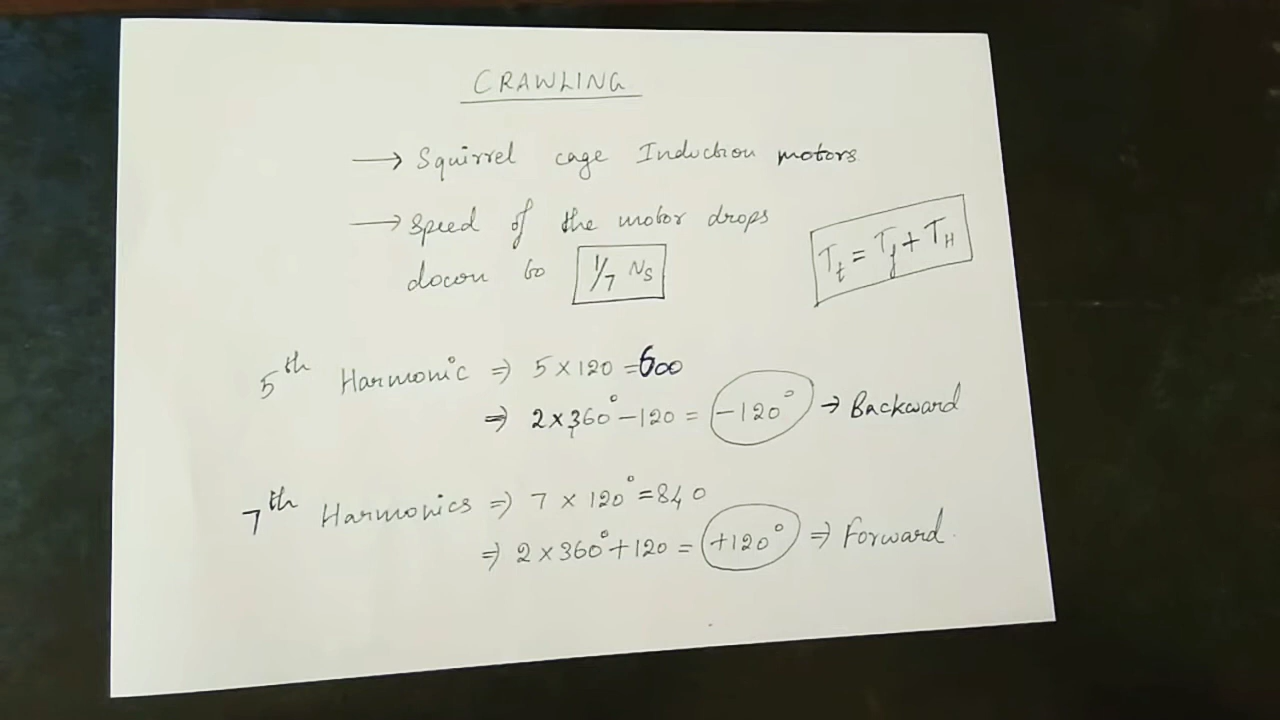 CRAWLING
→ Squirrel cage Induction motors
→ Speed of the motor drops
down to 1/7 Ns
Tt = Tf + TH
5th Harmonic ⇒ 5 × 120 = 600
⇒ 2 × 360° - 120 = -120° → Backward
7th Harmonics ⇒ 7 × 120° = 840
⇒ 2 × 360° + 120 = +120° ⇒ Forward.